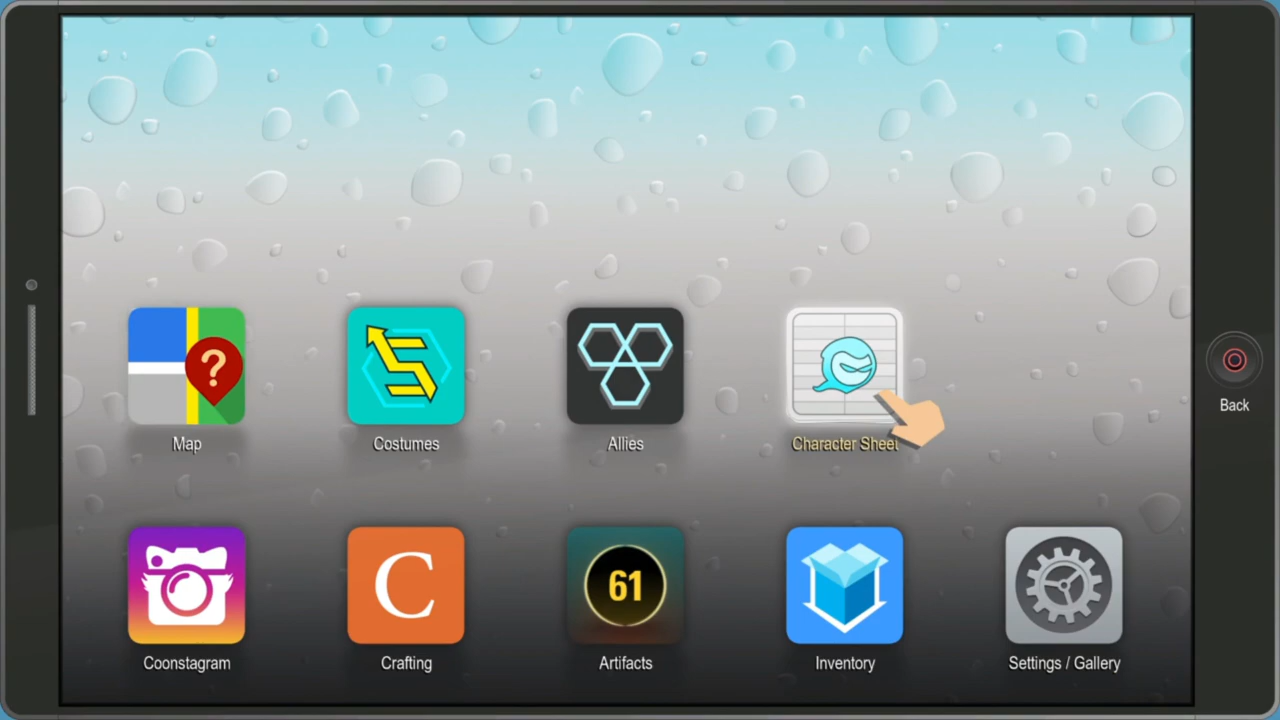 ?
Map
Costumes
Allies
Character Sheet
Back
C
61
Coonstagram
Crafting
Artifacts
Inventory
Settings / Gallery